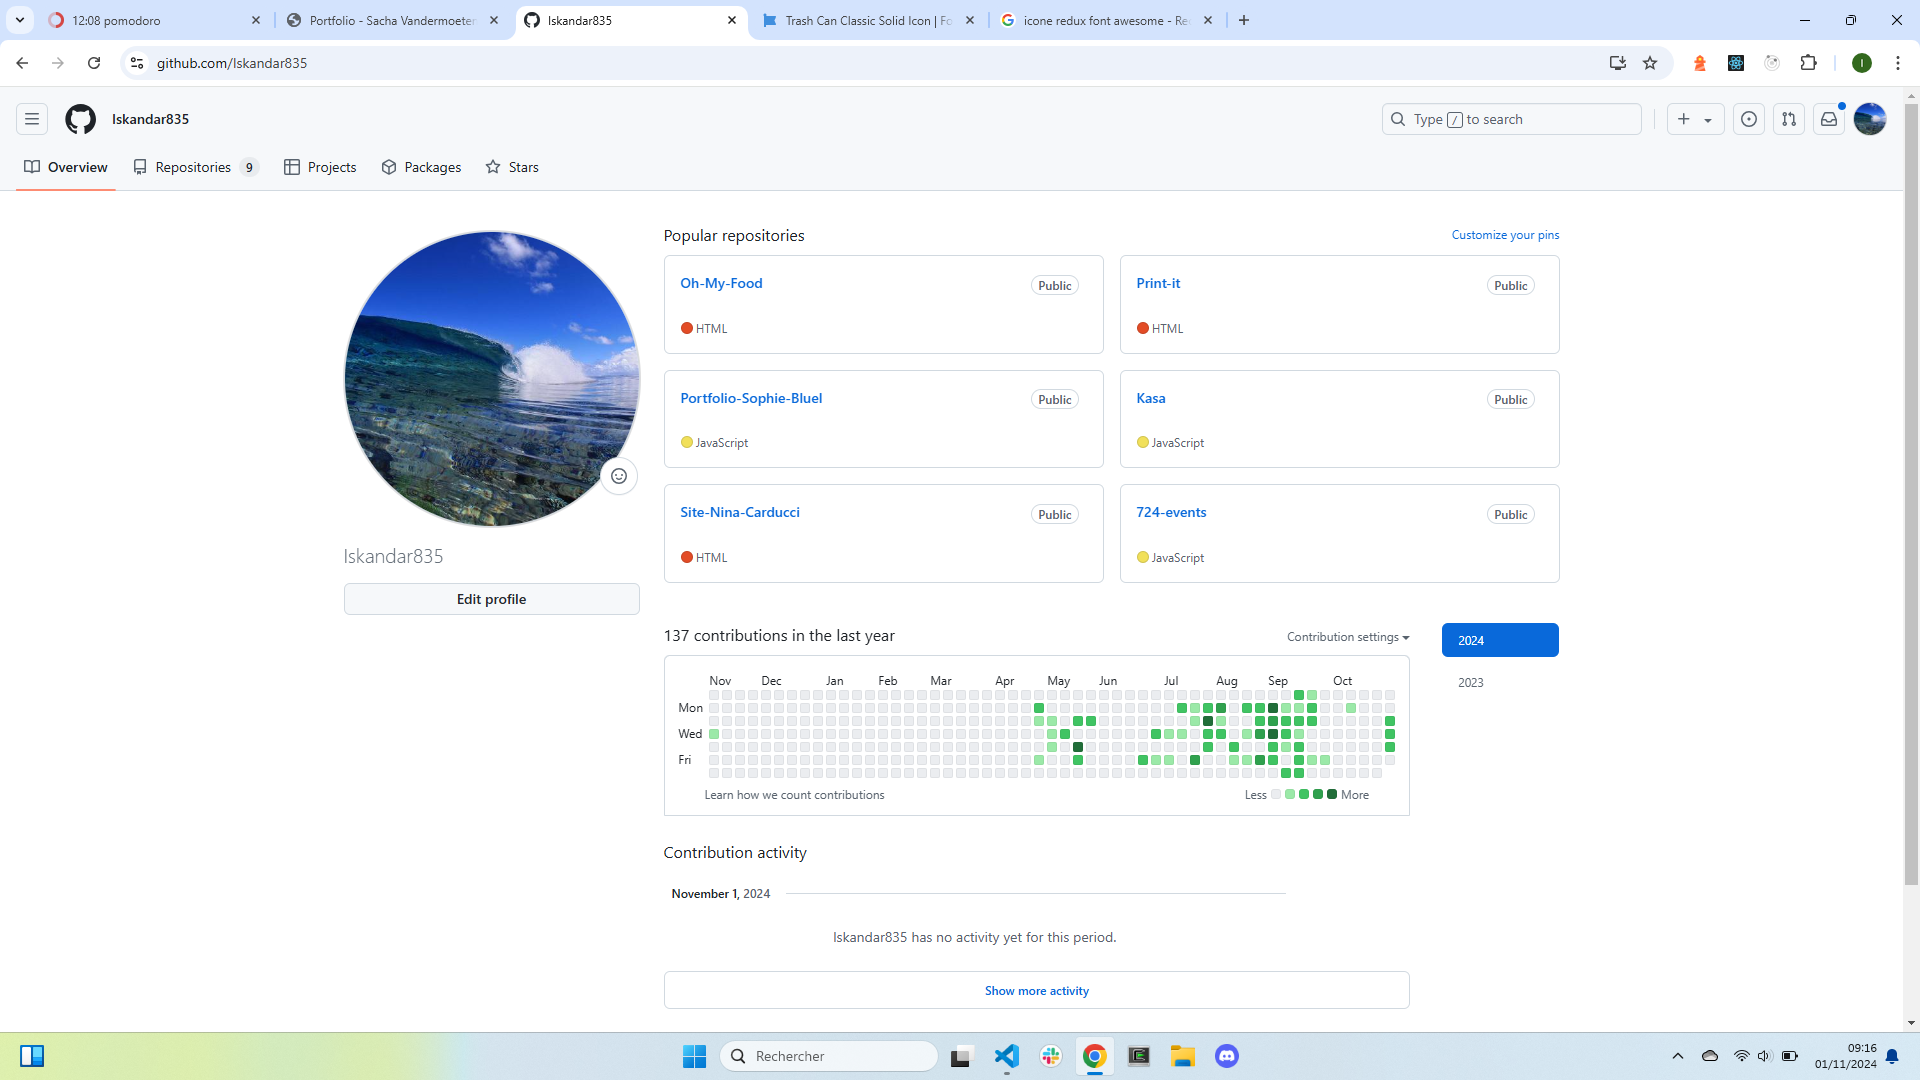 12:08 pomodoro
Portfolio - Sacha Vandermoeter
Iskandar835
Trash Can Classic Solid Icon | Fo
icone redux font awesome - Re
github.com/Iskandar835
I
Iskandar835
Type / to search
Overview
Repositories 9
Projects
Packages
Stars
Popular repositories
Customize your pins
Oh-My-Food
Public
HTML
Print-it
Public
HTML
Portfolio-Sophie-Bluel
Public
JavaScript
Kasa
Public
JavaScript
Site-Nina-Carducci
Public
HTML
724-events
Public
JavaScript
Iskandar835
Edit profile
137 contributions in the last year
Contribution settings
2024
2023
Nov Dec Jan Feb Mar Apr May Jun Jul Aug Sep Oct
Mon
Wed
Fri
Learn how we count contributions
Less
More
Contribution activity
November 1, 2024
Iskandar835 has no activity yet for this period.
Show more activity
Rechercher
09:16
01/11/2024